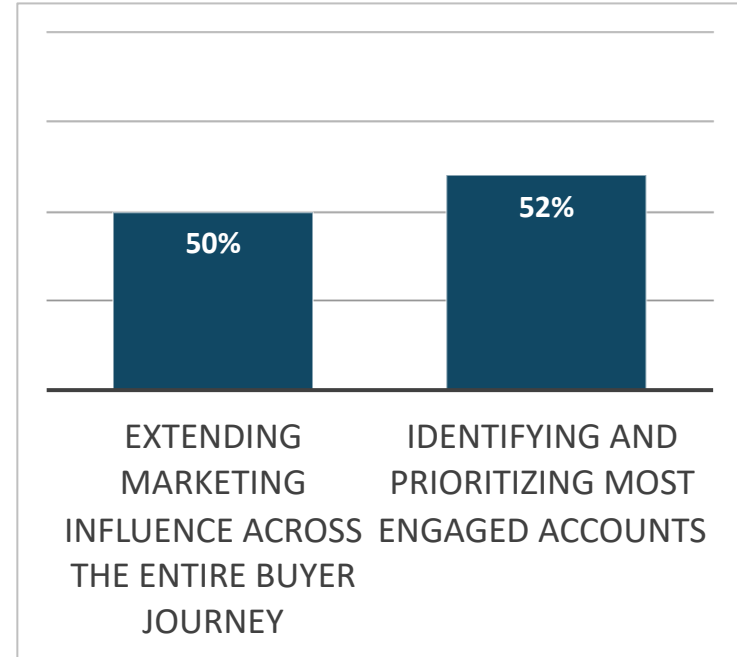 50%
52%
EXTENDING
MARKETING
INFLUENCE ACROSS
THE ENTIRE BUYER
JOURNEY
IDENTIFYING AND
PRIORITIZING MOST
ENGAGED ACCOUNTS